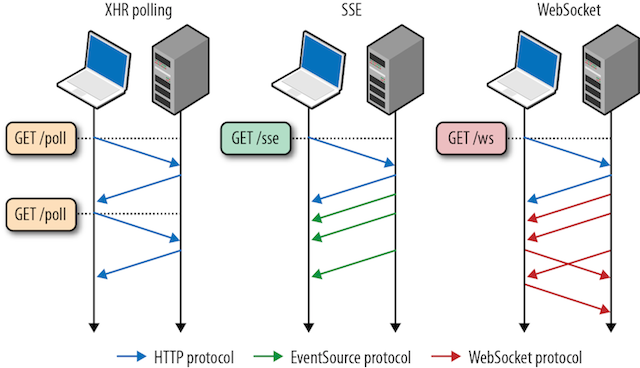 XHR polling
SSE
WebSocket
GET /poll
GET /sse
GET /ws
GET /poll
HTTP protocol
EventSource protocol
WebSocket protocol